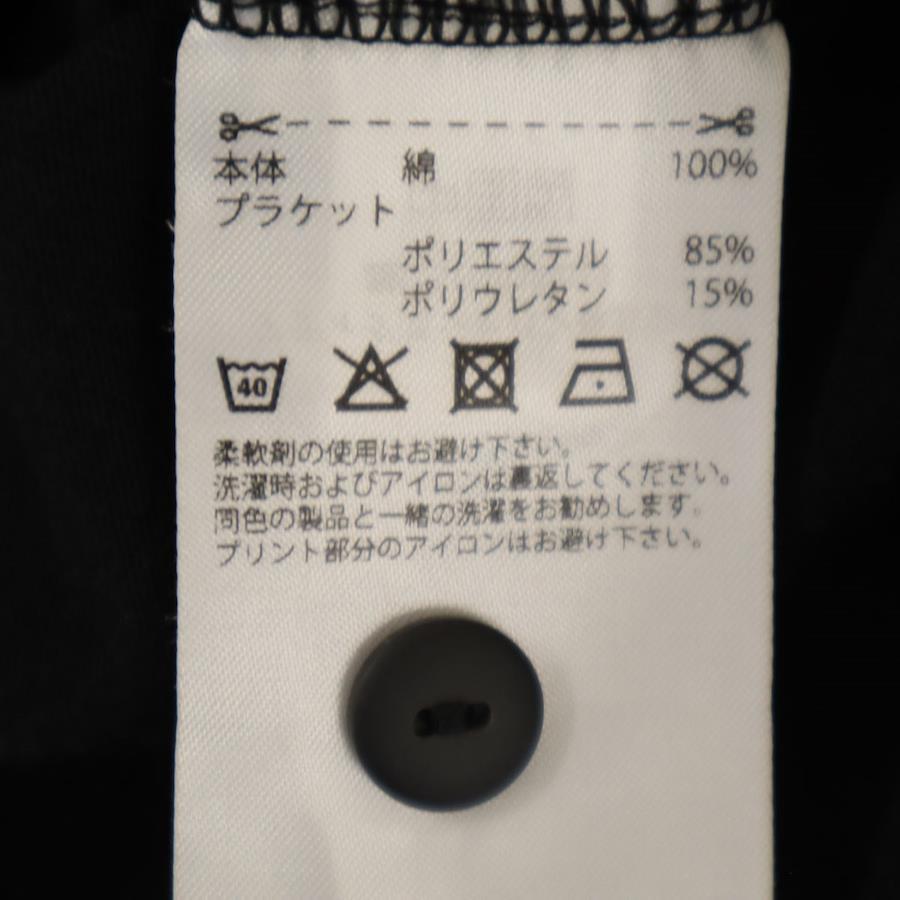 本体 綿 100%
プラケット
ポリエステル 85%
ポリウレタン 15%
40
柔軟剤の使用はお避け下さい。
洗濯時およびアイロンは裏返してください。
同色の製品と一緒の洗濯をお勧めします。
プリント部分のアイロンはお避け下さい。